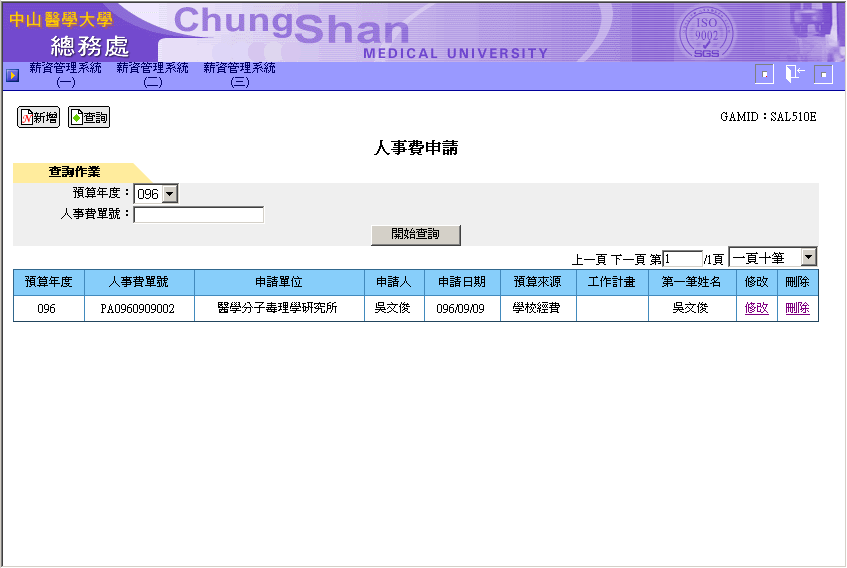 中山醫學大學
總務處
ChungShan
MEDICAL UNIVERSITY
ISO
9002
SGS
薪資管理系統(一) 薪資管理系統(二) 薪資管理系統(三)
新增 查詢
GAMID：SAL510E
人事費申請
查詢作業
預算年度：096
人事費單號：
開始查詢
上一頁 下一頁 第1/1頁 一頁十筆
預算年度 人事費單號 申請單位 申請人 申請日期 預算來源 工作計畫 第一筆姓名 修改 刪除
096 PA0960909002 醫學分子毒理學研究所 吳文俊 096/09/09 學校經費 吳文俊 修改 刪除